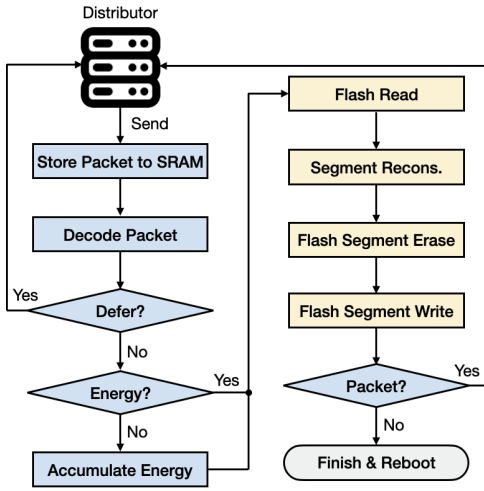 Distributor
Send
Store Packet to SRAM
Decode Packet
Defer?
Yes
No
Energy?
Yes
No
Accumulate Energy
Flash Read
Segment Recons.
Flash Segment Erase
Flash Segment Write
Packet?
Yes
No
Finish & Reboot